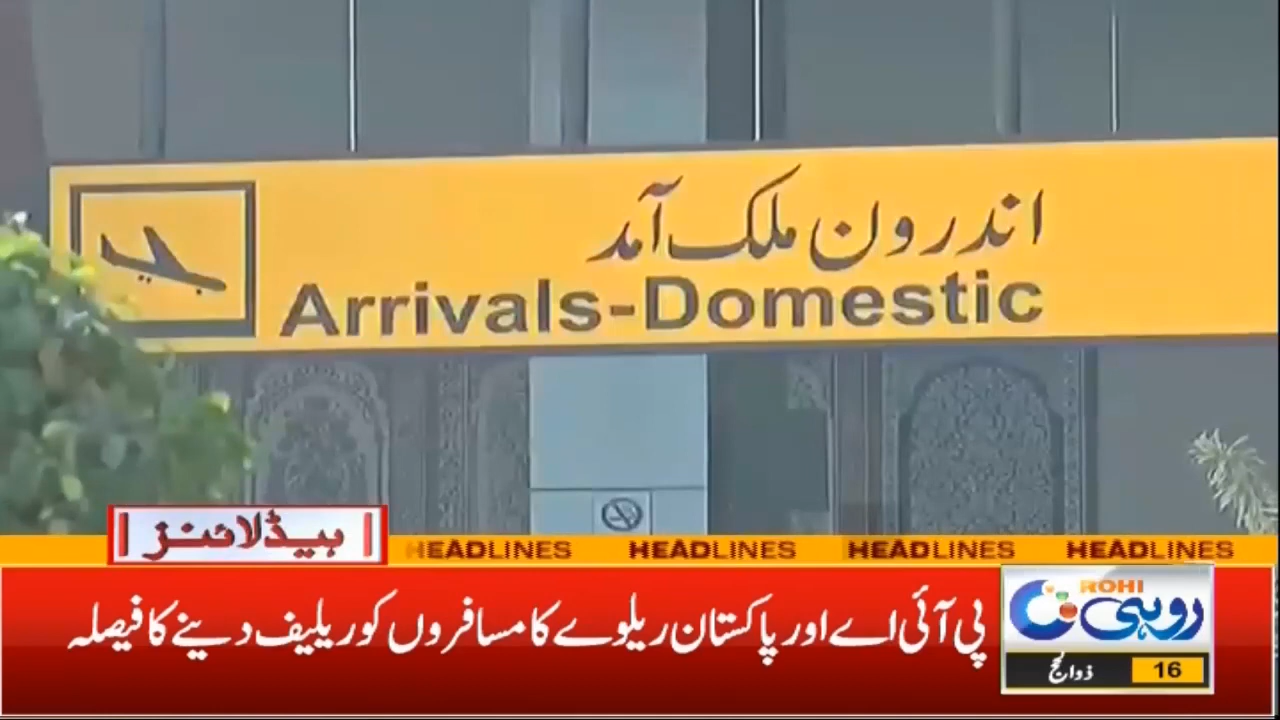 اندرون ملک آمد
Arrivals-Domestic
ہیڈلائنز
HEADLINES HEADLINES HEADLINES HEADLINES
پی آئی اے اور پاکستان ریلوے کا مسافروں کو ریلیف دینے کا فیصلہ
ROHI
روہی
16 ذوالحج